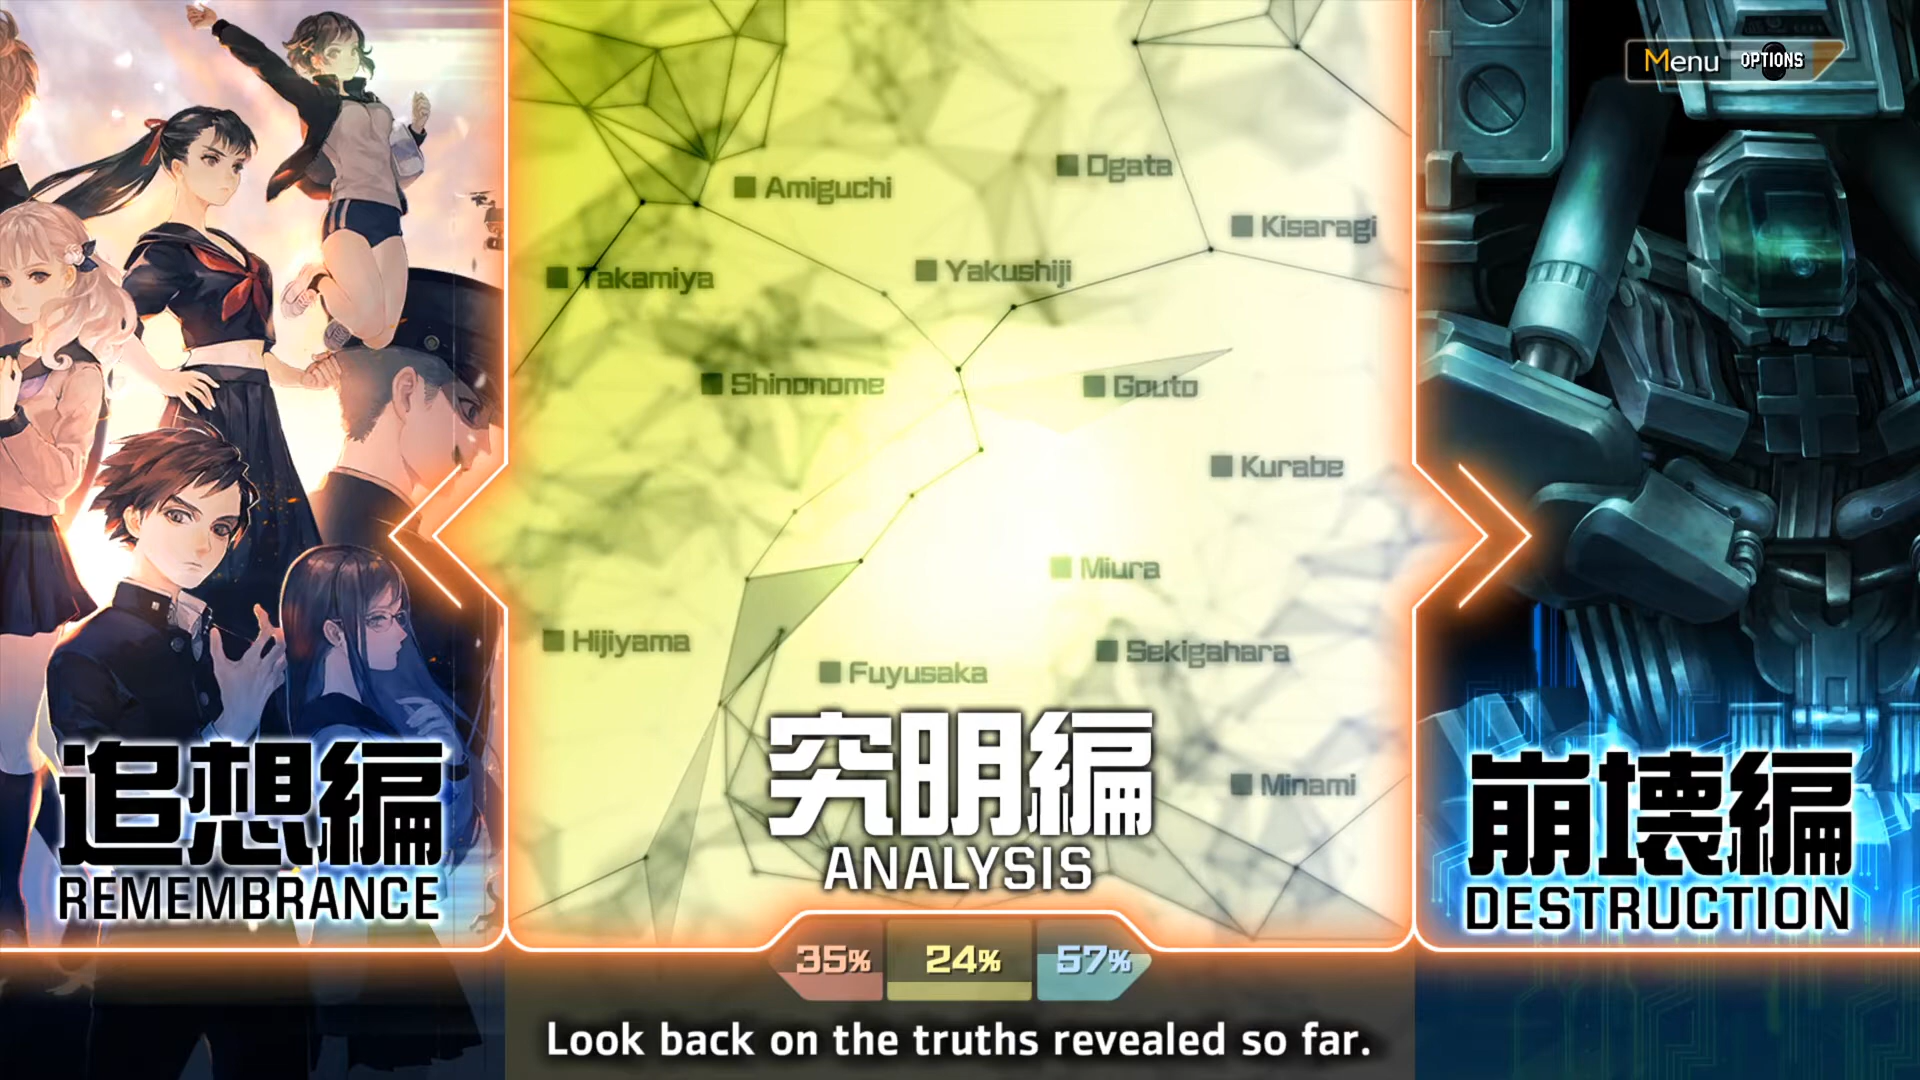 Menu OPTIONS
Ogata
Amiguchi
Kisaragi
Yakushiji
Takamiya
Shinonome
Gouto
Kurabe
Miura
Hijiyama
Sekigahara
Fuyusaka
Minami
追想編
REMEMBRANCE
究明編
ANALYSIS
崩壊編
DESTRUCTION
35% 24% 57%
Look back on the truths revealed so far.